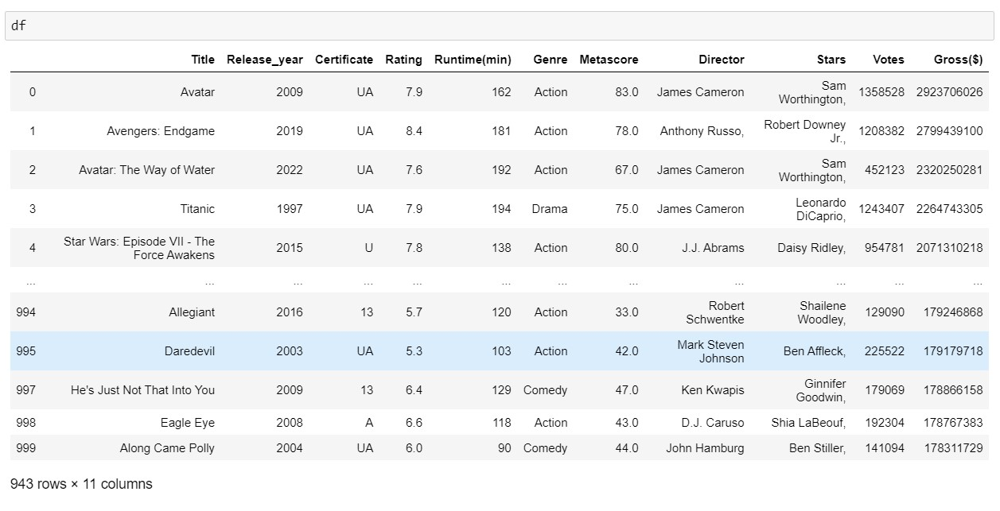 df
Title Release_year Certificate Rating Runtime(min) Genre Metascore Director Stars Votes Gross($)
0 Avatar 2009 UA 7.9 162 Action 83.0 James Cameron Sam Worthington, 1358528 2923706026
1 Avengers: Endgame 2019 UA 8.4 181 Action 78.0 Anthony Russo, Robert Downey Jr., 1208382 2799439100
2 Avatar: The Way of Water 2022 UA 7.6 192 Action 67.0 James Cameron Sam Worthington, 452123 2320250281
3 Titanic 1997 UA 7.9 194 Drama 75.0 James Cameron Leonardo DiCaprio, 1243407 2264743305
4 Star Wars: Episode VII - The Force Awakens 2015 U 7.8 138 Action 80.0 J.J. Abrams Daisy Ridley, 954781 2071310218
... ... ... ... ... ... ... ... ... ... ... ...
994 Allegiant 2016 13 5.7 120 Action 33.0 Robert Schwentke Shailene Woodley, 129090 179246868
995 Daredevil 2003 UA 5.3 103 Action 42.0 Mark Steven Johnson Ben Affleck, 225522 179179718
997 He's Just Not That Into You 2009 13 6.4 129 Comedy 47.0 Ken Kwapis Ginnifer Goodwin, 179069 178866158
998 Eagle Eye 2008 A 6.6 118 Action 43.0 D.J. Caruso Shia LaBeouf, 192304 178767383
999 Along Came Polly 2004 UA 6.0 90 Comedy 44.0 John Hamburg Ben Stiller, 141094 178311729
943 rows × 11 columns